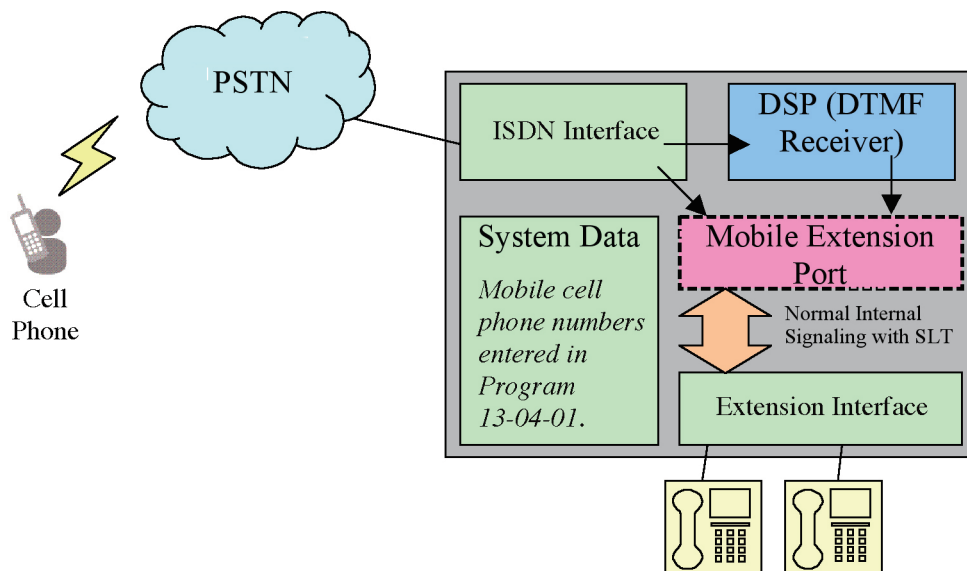 PSTN
Cell
Phone
ISDN Interface
DSP (DTMF
Receiver)
System Data
Mobile cell
phone numbers
entered in
Program
13-04-01.
Mobile Extension
Port
Normal Internal
Signaling with SLT
Extension Interface